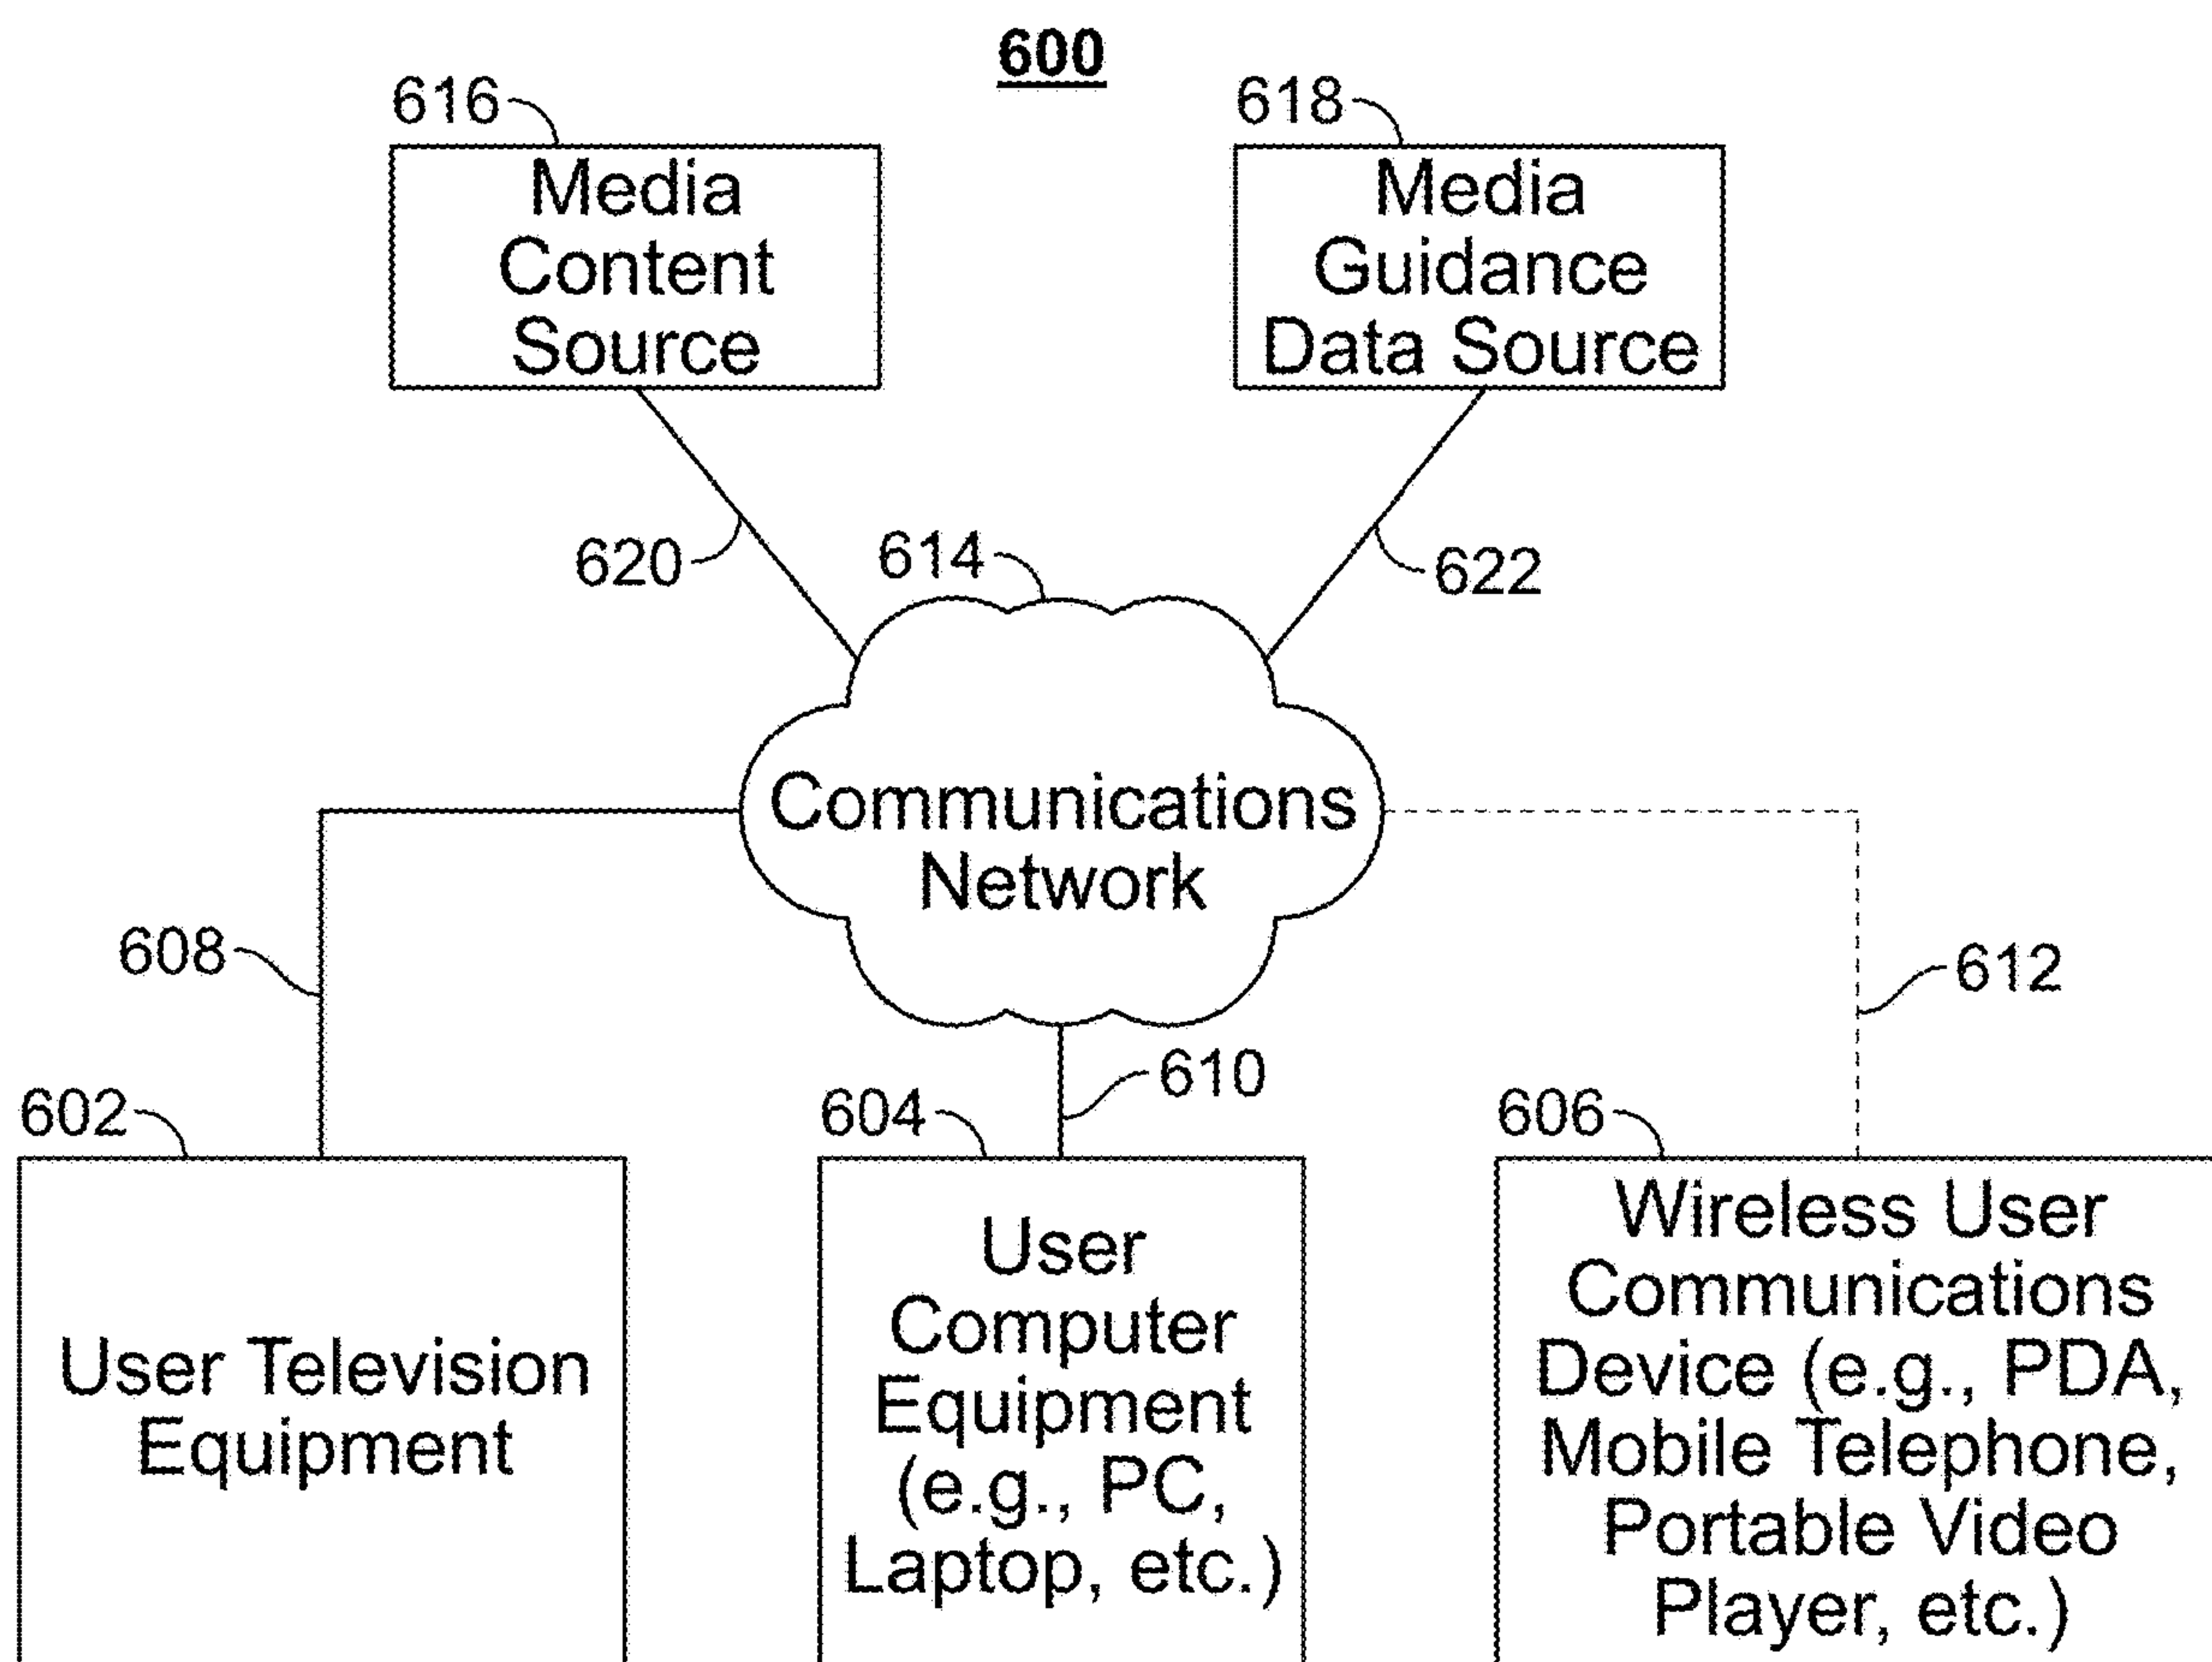 600
616
618
Media
Content
Source
Media
Guidance
Data Source
620
614
622
Communications
Network
608
612
610
602
604
606
User Television
Equipment
User
Computer
Equipment
(e.g., PC,
Laptop, etc.)
Wireless User
Communications
Device (e.g., PDA,
Mobile Telephone,
Portable Video
Player, etc.)